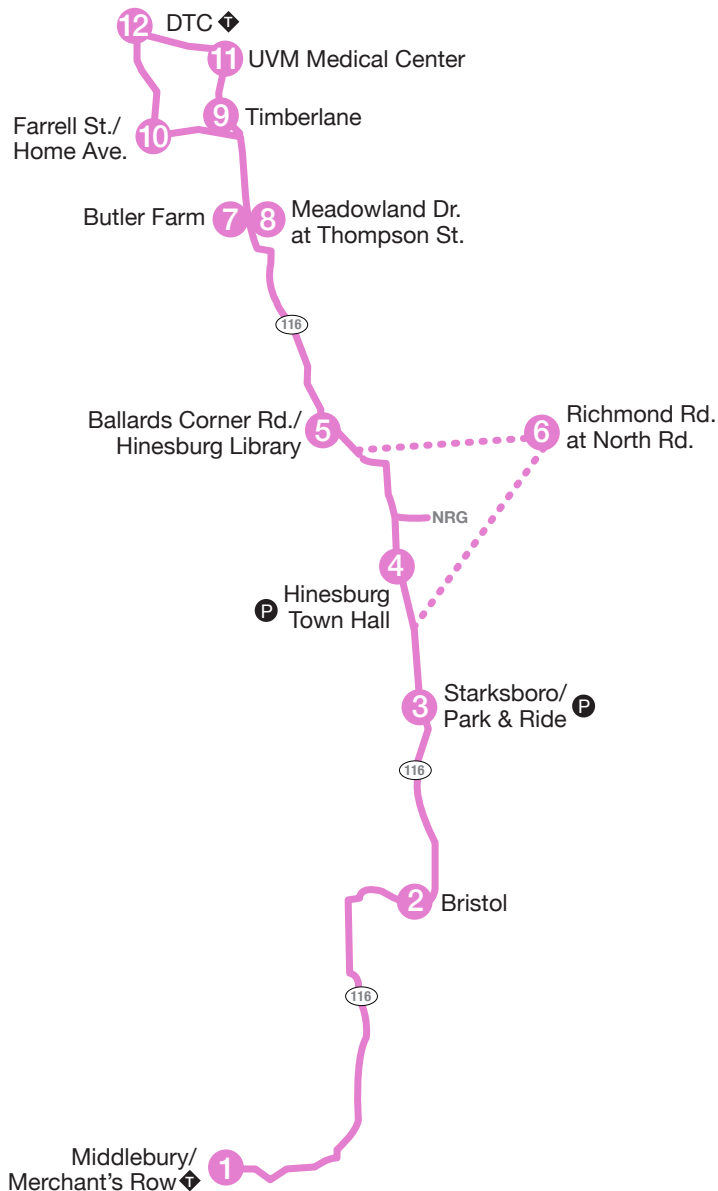 12 DTC T
11 UVM Medical Center
9 Timberlane
Farrell St./
Home Ave.
10
Butler Farm 7
8 Meadowland Dr.
at Thompson St.
116
Ballards Corner Rd./
Hinesburg Library
5
6 Richmond Rd.
at North Rd.
NRG
4
P Hinesburg
Town Hall
3 Starksboro/
Park & Ride P
116
2 Bristol
116
Middlebury/
Merchant's Row T
1